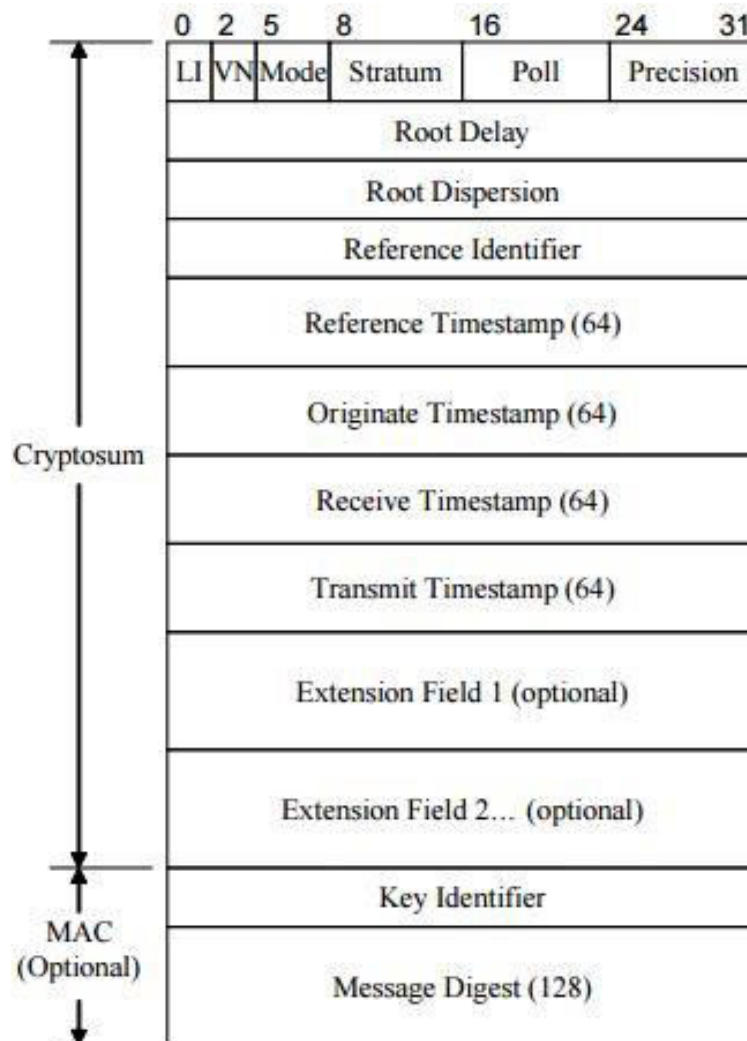 0 2 5 8 16 24 31
LI VN Mode Stratum Poll Precision
Root Delay
Root Dispersion
Reference Identifier
Reference Timestamp (64)
Originate Timestamp (64)
Cryptosum
Receive Timestamp (64)
Transmit Timestamp (64)
Extension Field 1 (optional)
Extension Field 2... (optional)
Key Identifier
MAC
(Optional)
Message Digest (128)